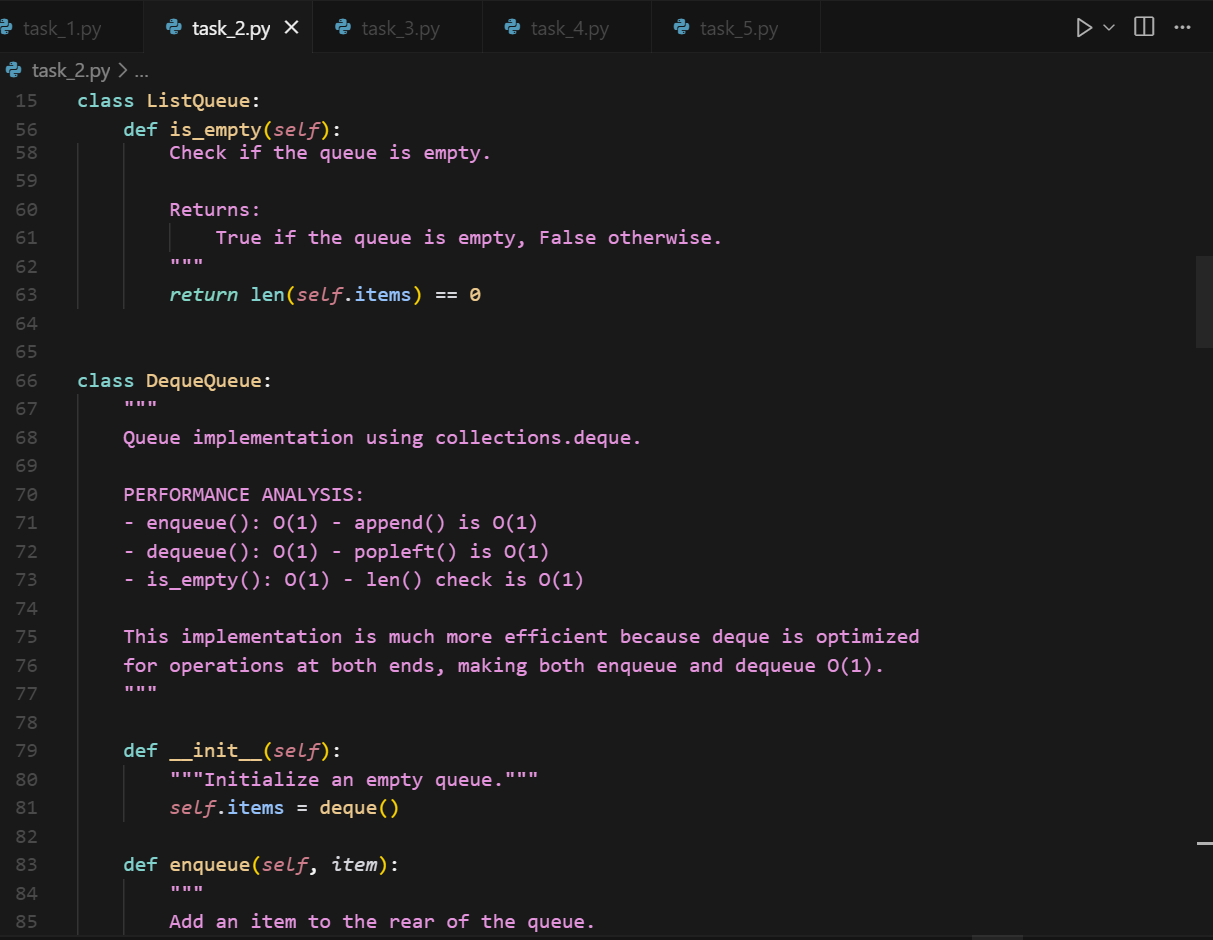 task_1.py task_2.py task_3.py task_4.py task_5.py
task_2.py > ...
15 class ListQueue:
56     def is_empty(self):
58         Check if the queue is empty.
59
60         Returns:
61             True if the queue is empty, False otherwise.
62         """
63         return len(self.items) == 0
64
65
66 class DequeQueue:
67     """
68     Queue implementation using collections.deque.
69
70     PERFORMANCE ANALYSIS:
71     - enqueue(): O(1) - append() is O(1)
72     - dequeue(): O(1) - popleft() is O(1)
73     - is_empty(): O(1) - len() check is O(1)
74
75     This implementation is much more efficient because deque is optimized
76     for operations at both ends, making both enqueue and dequeue O(1).
77     """
78
79     def __init__(self):
80         """Initialize an empty queue."""
81         self.items = deque()
82
83     def enqueue(self, item):
84         """
85         Add an item to the rear of the queue.